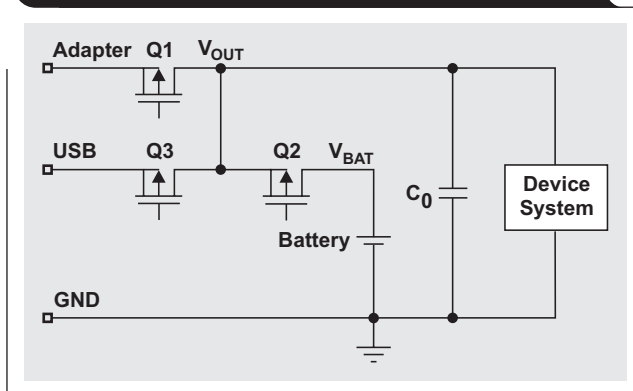 Adapter Q1 VOUT
USB Q3 Q2 VBAT
C0
Device
System
Battery
GND